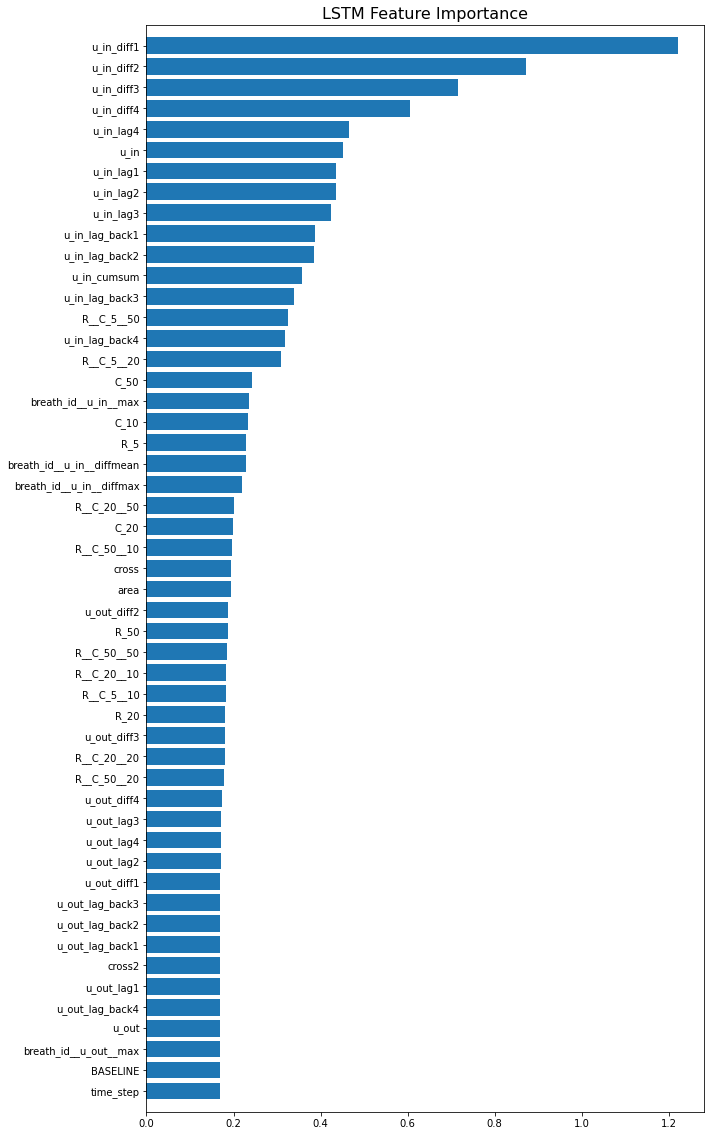 LSTM Feature Importance
u_in_diff1
u_in_diff2
u_in_diff3
u_in_diff4
u_in_lag4
u_in
u_in_lag1
u_in_lag2
u_in_lag3
u_in_lag_back1
u_in_lag_back2
u_in_cumsum
u_in_lag_back3
R__C_5__50
u_in_lag_back4
R__C_5__20
C_50
breath_id__u_in__max
C_10
R_5
breath_id__u_in__diffmean
breath_id__u_in__diffmax
R__C_20__50
C_20
R__C_50__10
cross
area
u_out_diff2
R_50
R__C_50__50
R__C_20__10
R__C_5__10
R_20
u_out_diff3
R__C_20__20
R__C_50__20
u_out_diff4
u_out_lag3
u_out_lag4
u_out_lag2
u_out_diff1
u_out_lag_back3
u_out_lag_back2
u_out_lag_back1
cross2
u_out_lag1
u_out_lag_back4
u_out
breath_id__u_out__max
BASELINE
time_step
0.0 0.2 0.4 0.6 0.8 1.0 1.2